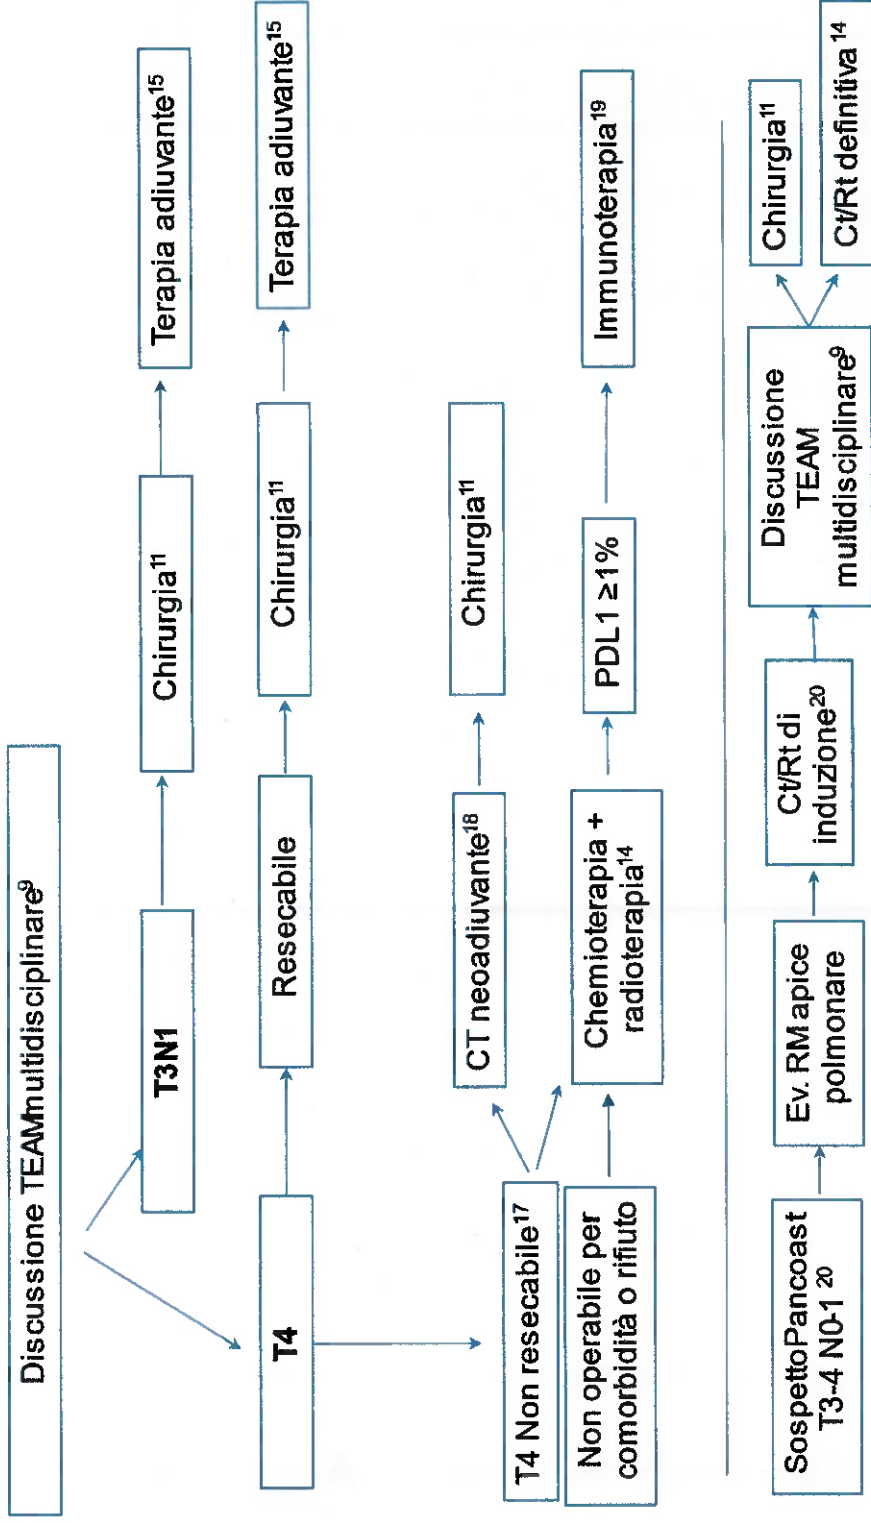 Discussione TEAMmultidisciplinare⁹
T3N1
Chirurgia¹¹
Terapia adiuvante¹⁵
T4
Resecabile
Chirurgia¹¹
Terapia adiuvante¹⁵
T4 Non resecabile¹⁷
CT neoadiuvante¹⁸
Chirurgia¹¹
Non operabile per
comorbidità o rifiuto
Chemioterapia +
radioterapia¹⁴
PDL1 ≥1%
Immunoterapia¹⁹
SospettoPancoast
T3-4 N0-1 ²⁰
Ev. RM apice
polmonare
Ct/Rt di
induzione²⁰
Discussione
TEAM
multidisciplinare⁹
Chirurgia¹¹
Ct/Rt definitiva ¹⁴